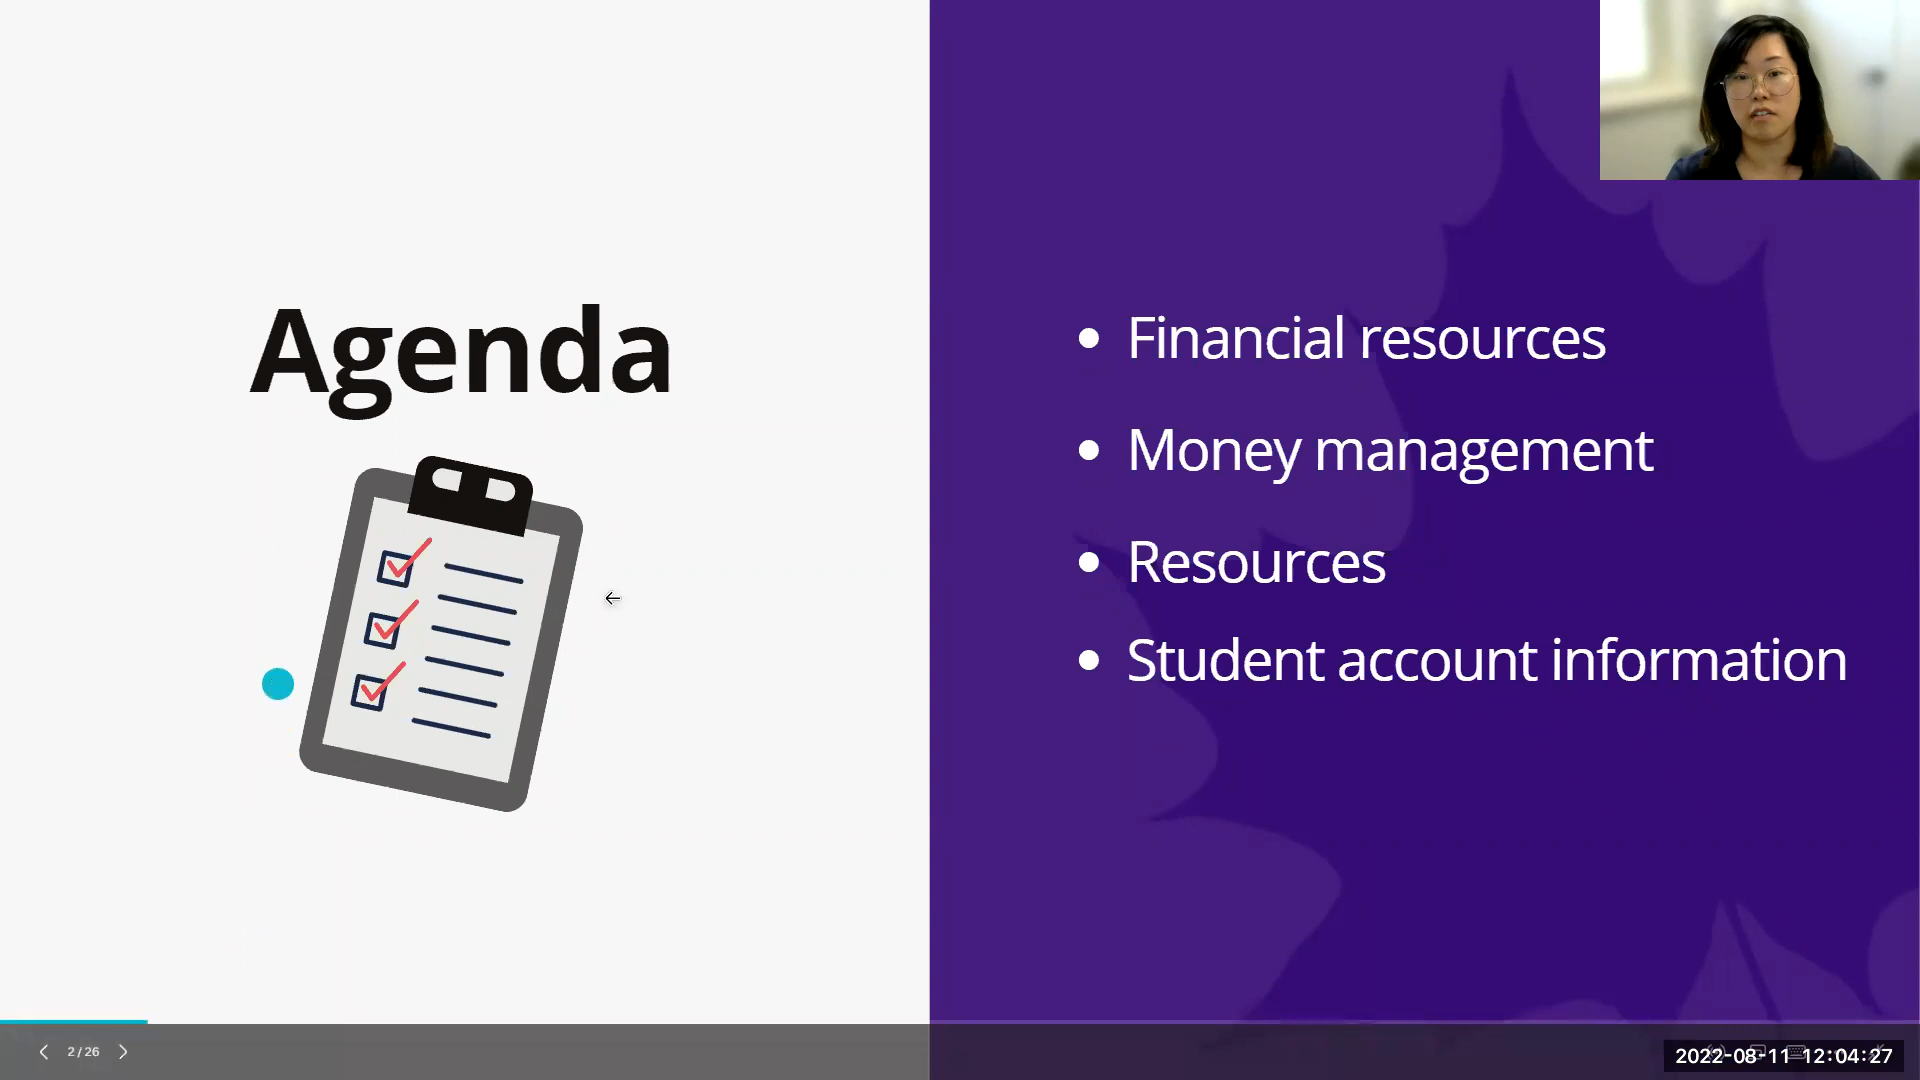 Agenda
• Financial resources
• Money management
• Resources
• Student account information
2 / 26
2022-08-11 12:04:27